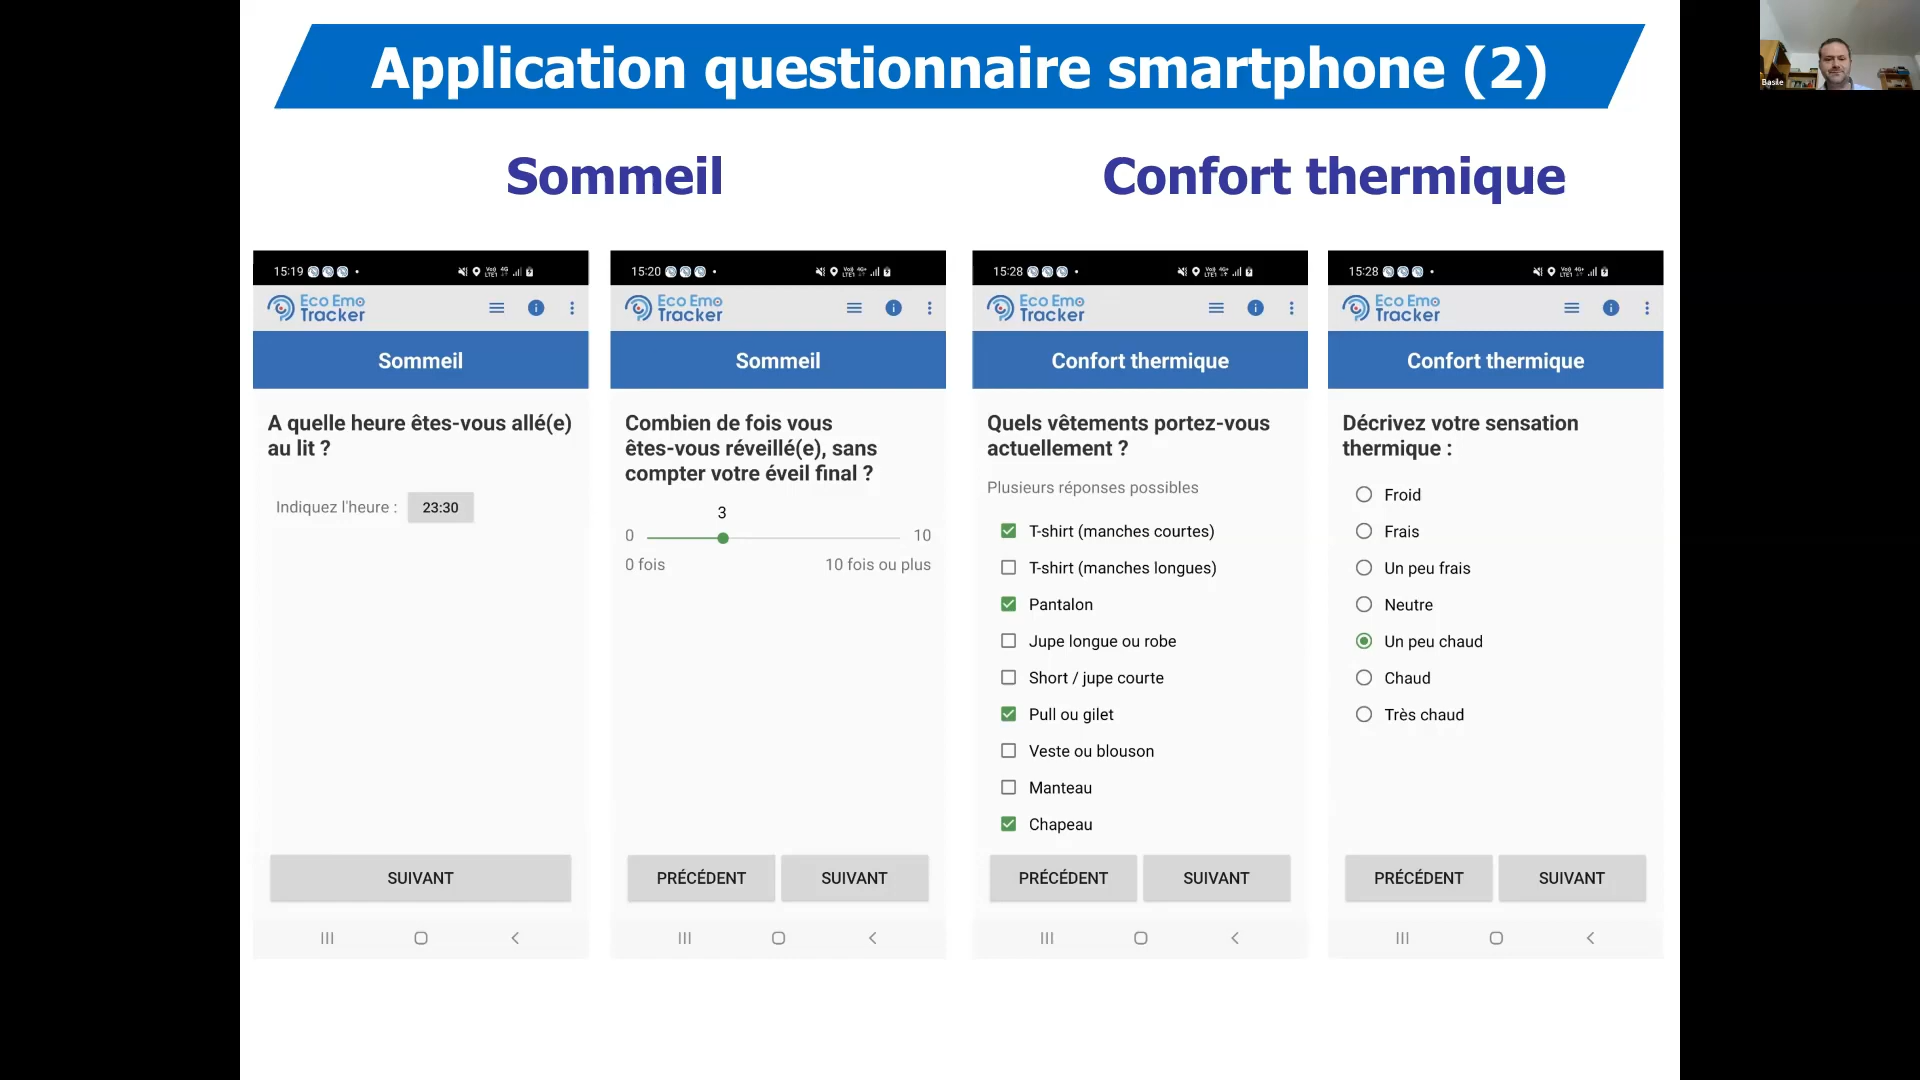 Application questionnaire smartphone (2)
Basile
Sommeil
Confort thermique
15:19
Eco Emo
Tracker
Sommeil
A quelle heure êtes-vous allé(e)
au lit ?
Indiquez l'heure : 23:30
SUIVANT
15:20
Eco Emo
Tracker
Sommeil
Combien de fois vous
êtes-vous réveillé(e), sans
compter votre éveil final ?
3
0 10
0 fois 10 fois ou plus
PRÉCÉDENT SUIVANT
15:28
Eco Emo
Tracker
Confort thermique
Quels vêtements portez-vous
actuellement ?
Plusieurs réponses possibles
T-shirt (manches courtes)
T-shirt (manches longues)
Pantalon
Jupe longue ou robe
Short / jupe courte
Pull ou gilet
Veste ou blouson
Manteau
Chapeau
PRÉCÉDENT SUIVANT
15:28
Eco Emo
Tracker
Confort thermique
Décrivez votre sensation
thermique :
Froid
Frais
Un peu frais
Neutre
Un peu chaud
Chaud
Très chaud
PRÉCÉDENT SUIVANT